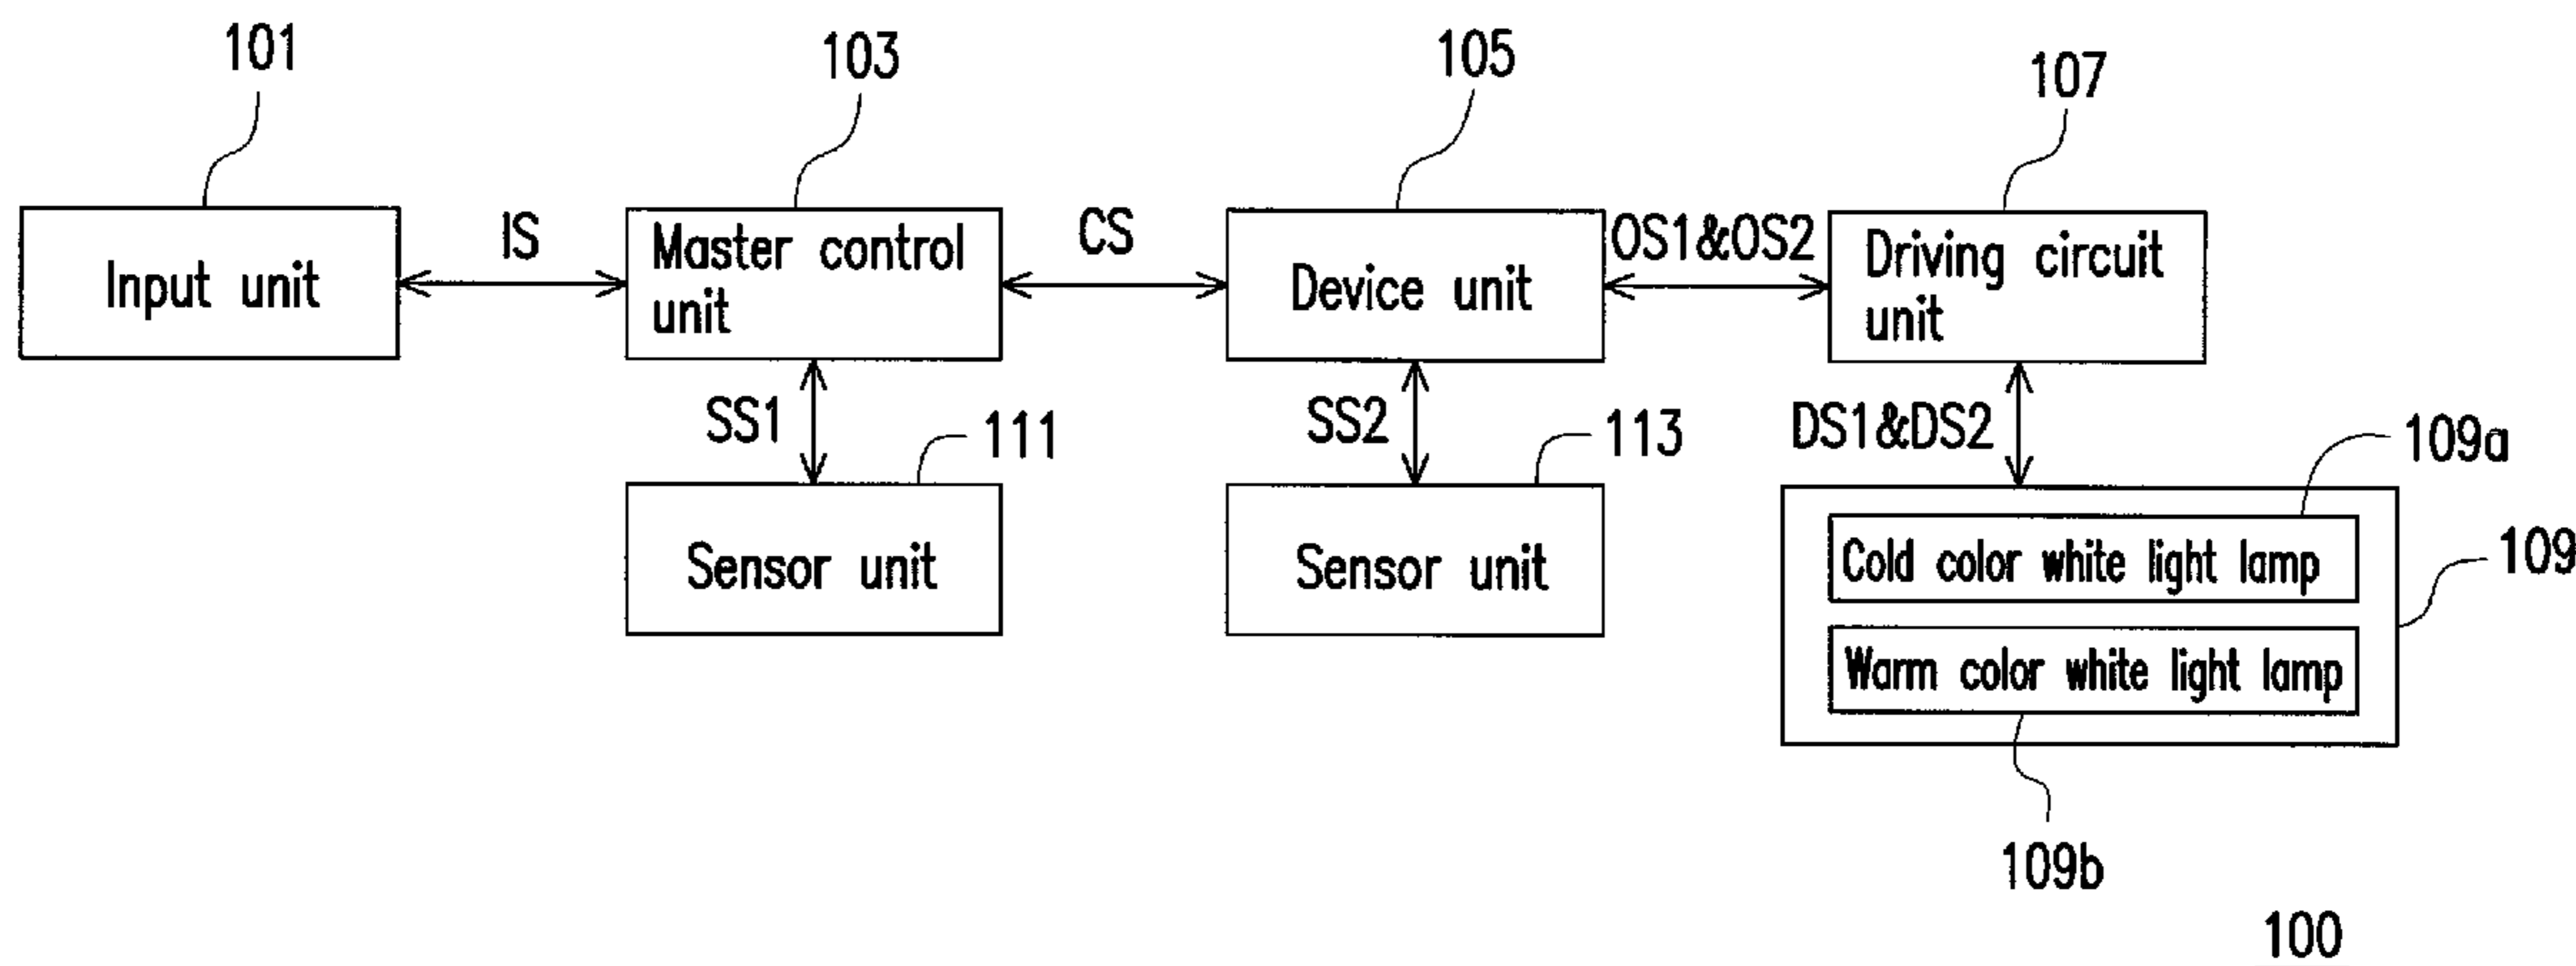 101
103
105
107
Input unit
IS
Master control
unit
CS
Device unit
OS1&OS2
Driving circuit
unit
SS1
111
SS2
113
DS1&DS2
109a
Sensor unit
Sensor unit
Cold color white light lamp
109
Warm color white light lamp
109b
100